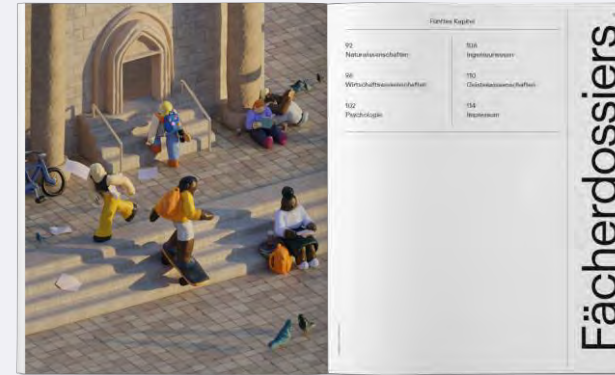 Fünftes Kapitel
92
Naturwissenschaften
96
Wirtschaftswissenschaften
102
Psychologie
106
Ingenieurwesen
110
Geisteswissenschaften
114
Impressum
Fächerdossiers